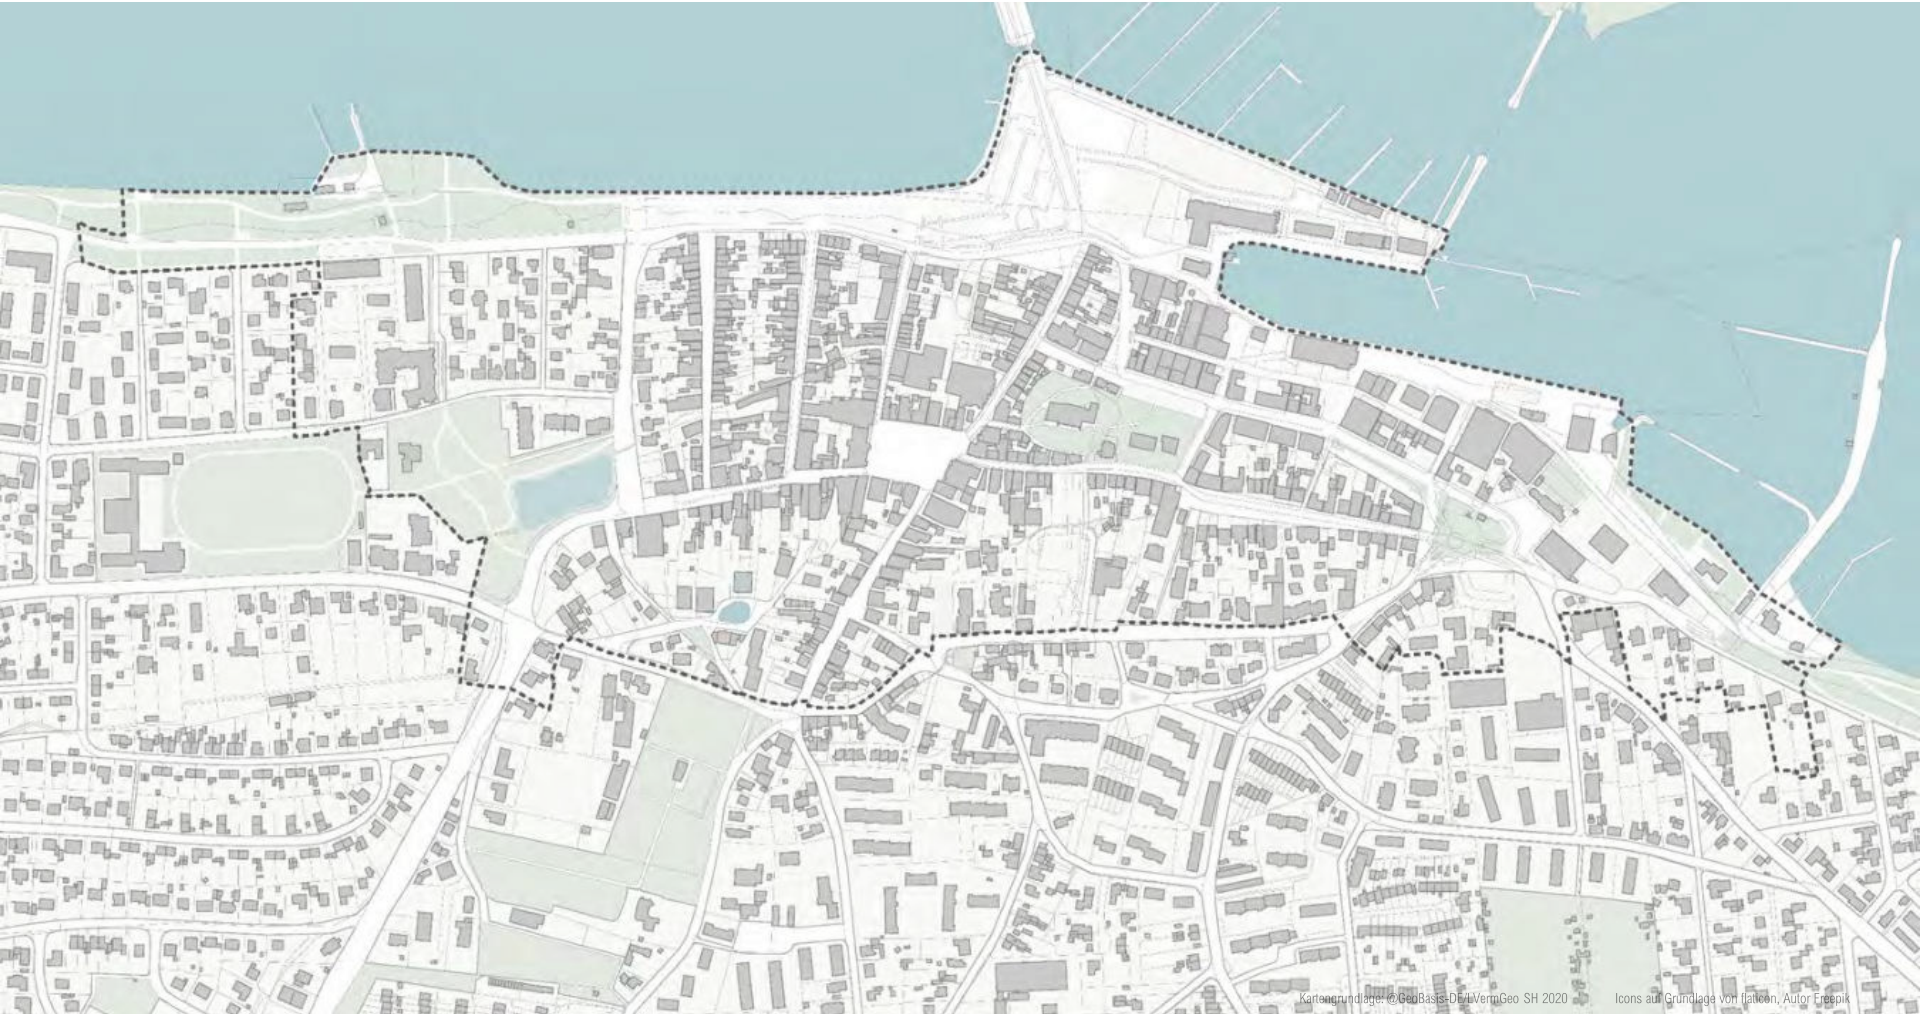 Kartengrundlage: @GeoBasis-DE/LVermGeo SH 2020
Icons auf Grundlage von flaticon, Autor Freepik